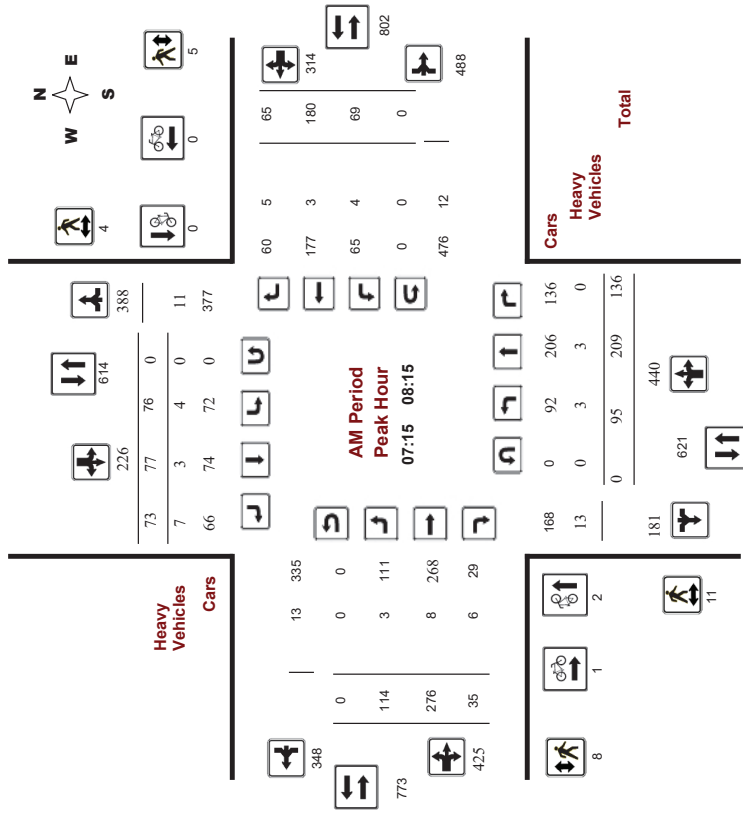 N
W E
S
4
5
0 0
614
388
226
73 77 76 0
7 3 4 0 11
66 74 72 0 377
Heavy
Vehicles
Cars
802
314
488
60 5 65
177 3 180
65 4 69
0 0 0
476 12
AM Period
Peak Hour
07:15 08:15
13 335
0 0 0
114 3 111
276 8 268
35 6 29
348
773
425
Cars
Heavy
Vehicles
Total
168 0 92 206 136
13 0 3 3 0
0 95 209 136
181
440
621
1 2
8
11